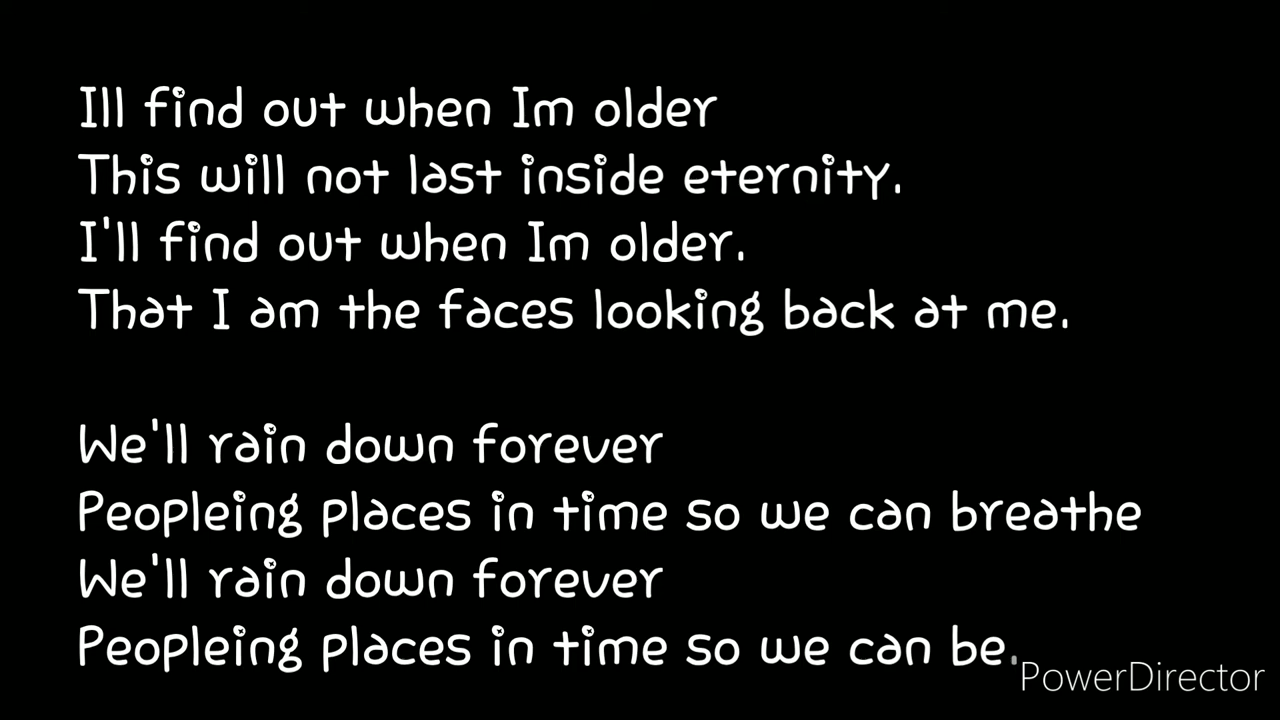 Ill find out when Im older
This will not last inside eternity.
I'll find out when Im older.
That I am the faces looking back at me.
We'll rain down forever
Peopleing places in time so we can breathe
We'll rain down forever
Peopleing places in time so we can be.
PowerDirector